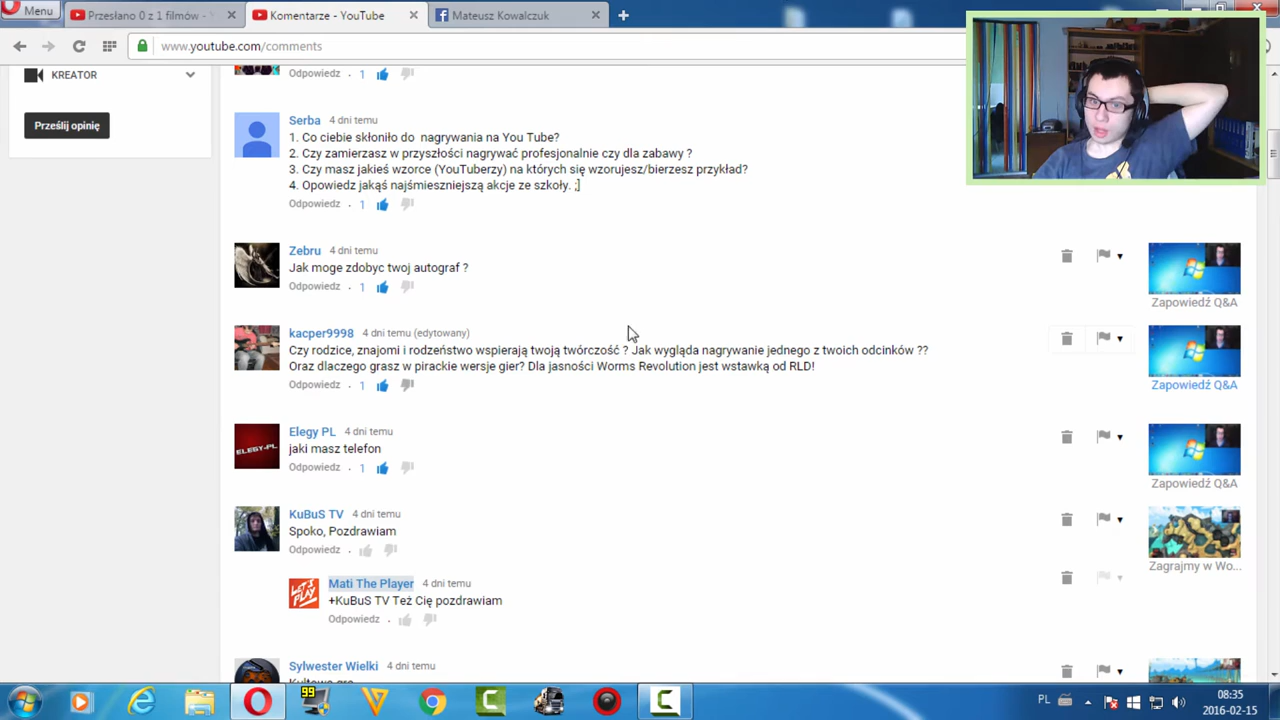 Menu
Przesłano 0 z 1 filmów -
Komentarze - YouTube
Mateusz Kowalczuk
www.youtube.com/comments
KREATOR
Prześlij opinię
Odpowiedz . 1
Serba 4 dni temu
1. Co ciebie skłoniło do nagrywania na You Tube?
2. Czy zamierzasz w przyszłości nagrywać profesjonalnie czy dla zabawy ?
3. Czy masz jakieś wzorce (YouTuberzy) na których się wzorujesz/bierzesz przykład?
4. Opowiedz jakąś najśmieszniejszą akcje ze szkoły. ;]
Odpowiedz . 1
Zebru 4 dni temu
Jak moge zdobyc twoj autograf ?
Odpowiedz . 1
Zapowiedź Q&A
kacper9998 4 dni temu (edytowany)
Czy rodzice, znajomi i rodzeństwo wspierają twoją twórczość ? Jak wygląda nagrywanie jednego z twoich odcinków ??
Oraz dlaczego grasz w pirackie wersje gier? Dla jasności Worms Revolution jest wstawką od RLD!
Odpowiedz . 1
Zapowiedź Q&A
Elegy PL 4 dni temu
ELEGY-PL
jaki masz telefon
Odpowiedz . 1
Zapowiedź Q&A
KuBuS TV 4 dni temu
Spoko, Pozdrawiam
Odpowiedz .
Zagrajmy w Wo...
LET'S PLAY
Mati The Player 4 dni temu
+KuBuS TV Też Cię pozdrawiam
Odpowiedz .
Sylwester Wielki 4 dni temu
99
PL
08:35
2016-02-15